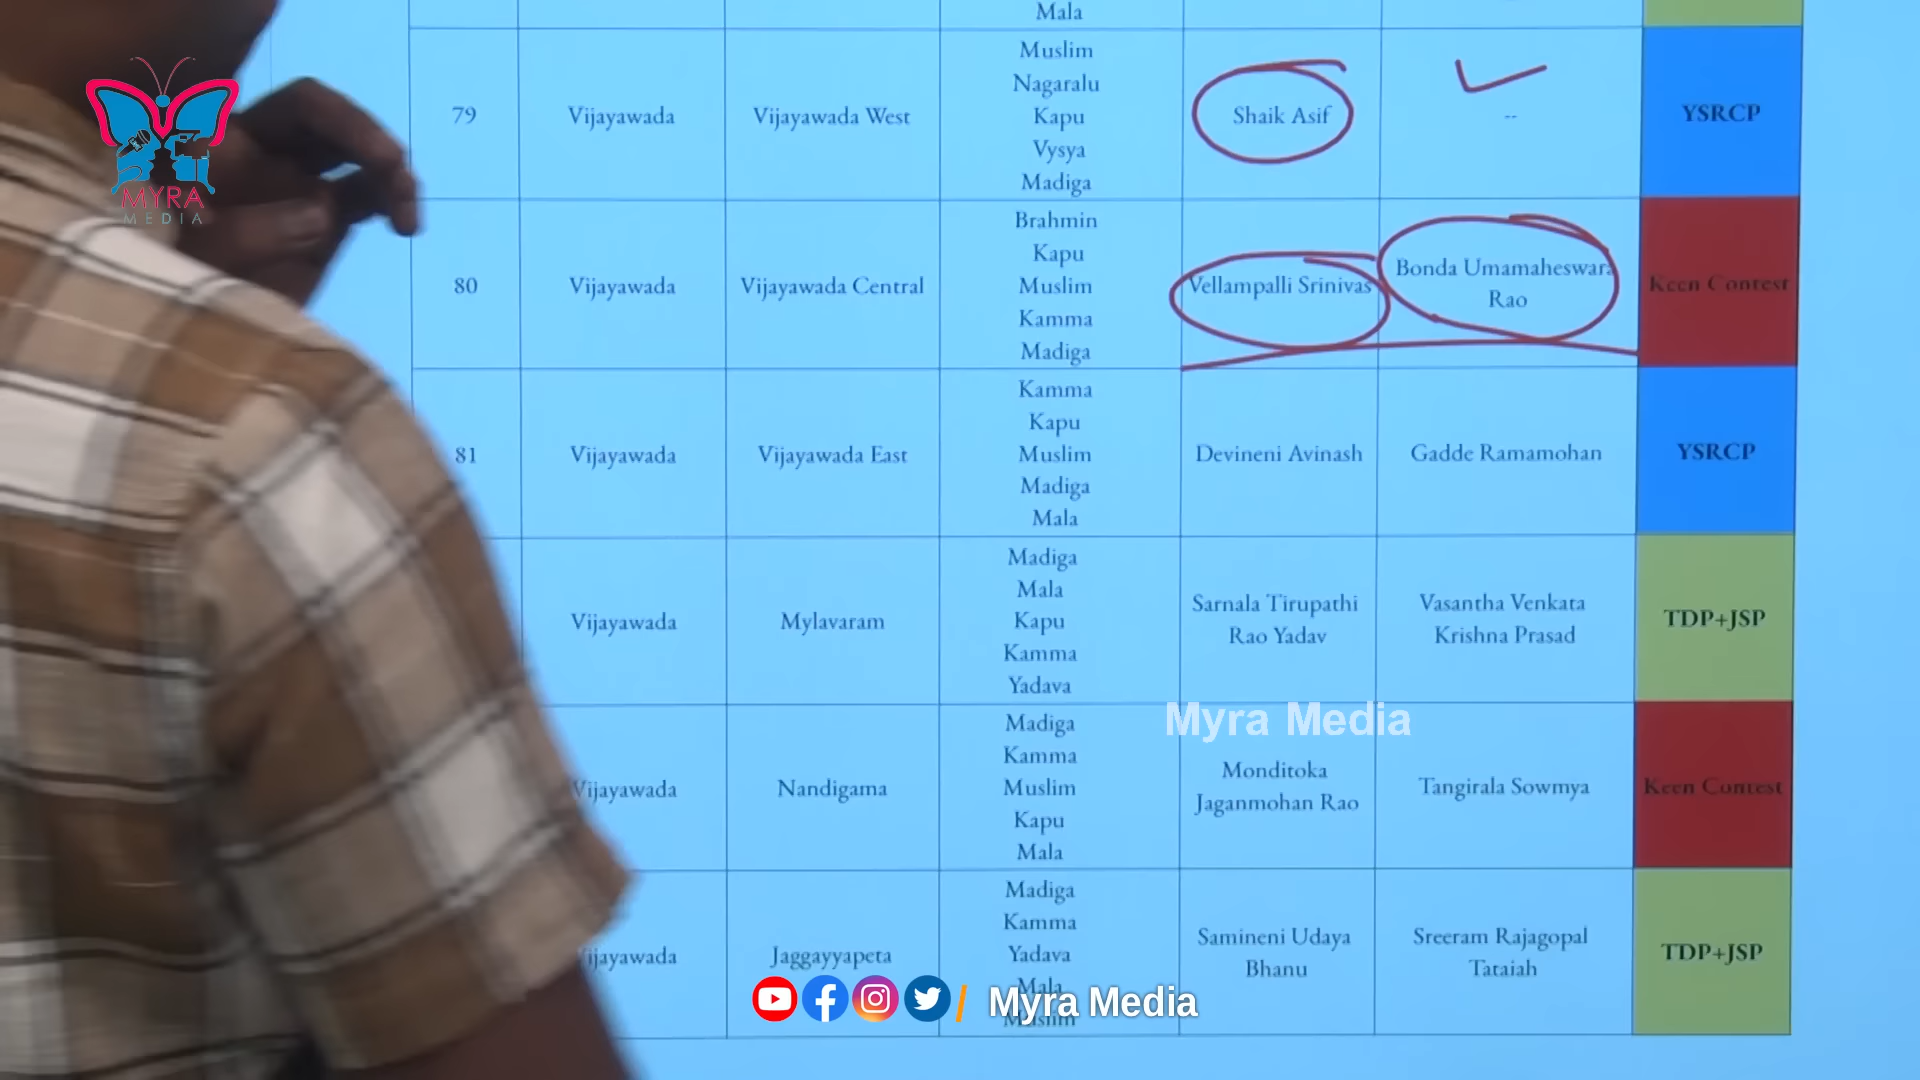 Mala
79
Vijayawada
Vijayawada West
Muslim
Nagaralu
Kapu
Vysya
Madiga
Shaik Asif
--
YSRCP
80
Vijayawada
Vijayawada Central
Brahmin
Kapu
Muslim
Kamma
Madiga
Vellampalli Srinivas
Bonda Umamaheswara
Rao
Keen Contest
81
Vijayawada
Vijayawada East
Kamma
Kapu
Muslim
Madiga
Mala
Devineni Avinash
Gadde Ramamohan
YSRCP
Vijayawada
Mylavaram
Madiga
Mala
Kapu
Kamma
Yadava
Sarnala Tirupathi
Rao Yadav
Vasantha Venkata
Krishna Prasad
TDP+JSP
Vijayawada
Nandigama
Madiga
Kamma
Muslim
Kapu
Mala
Monditoka
Jaganmohan Rao
Tangirala Sowmya
Keen Contest
Vijayawada
Jaggayyapeta
Madiga
Kamma
Yadava
Mala
Muslim
Samineni Udaya
Bhanu
Sreeram Rajagopal
Tataiah
TDP+JSP
MYRA
MEDIA
Myra Media
/ Myra Media